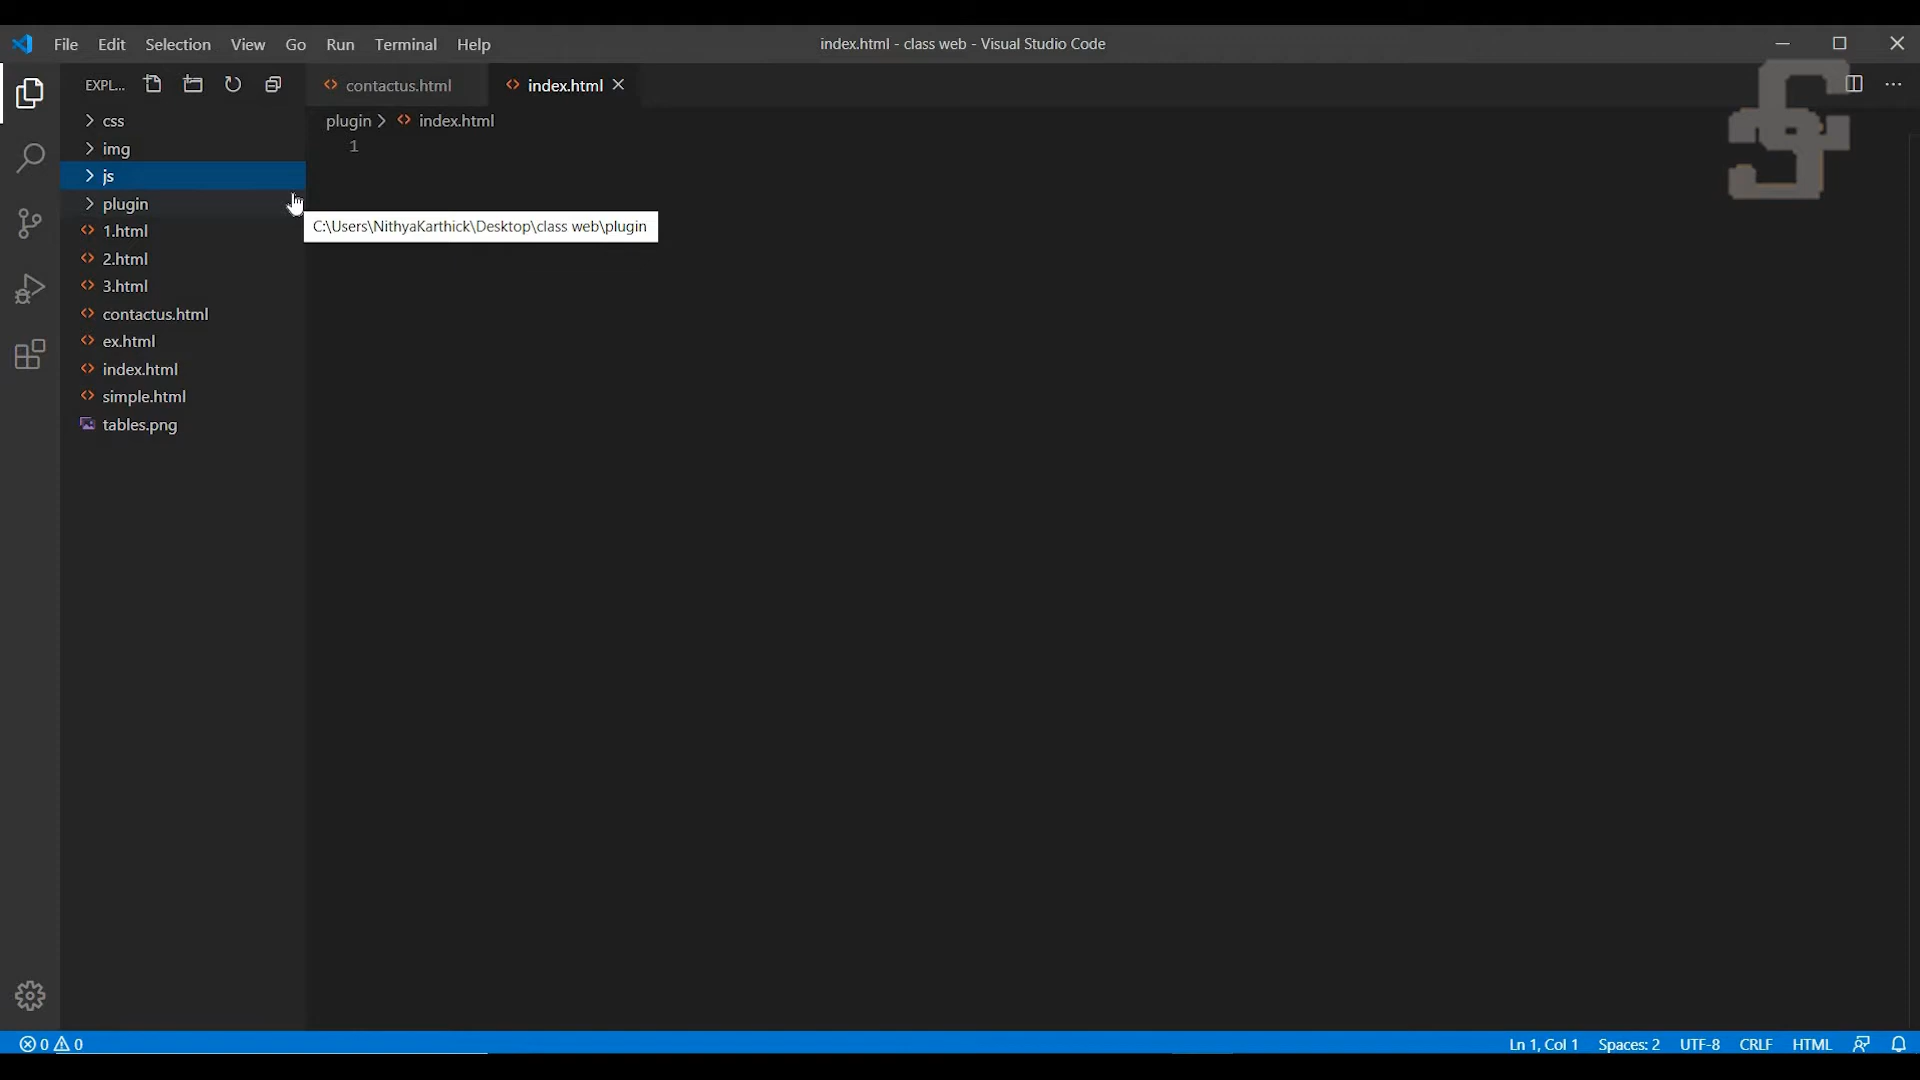 File Edit Selection View Go Run Terminal Help
index.html - class web - Visual Studio Code
EXPL...
contactus.html
index.html
css
plugin > index.html
img
1
js
plugin
C:\Users\NithyaKarthick\Desktop\class web\plugin
1.html
2.html
3.html
contactus.html
ex.html
index.html
simple.html
tables.png
0 0
Ln 1, Col 1 Spaces: 2 UTF-8 CRLF HTML